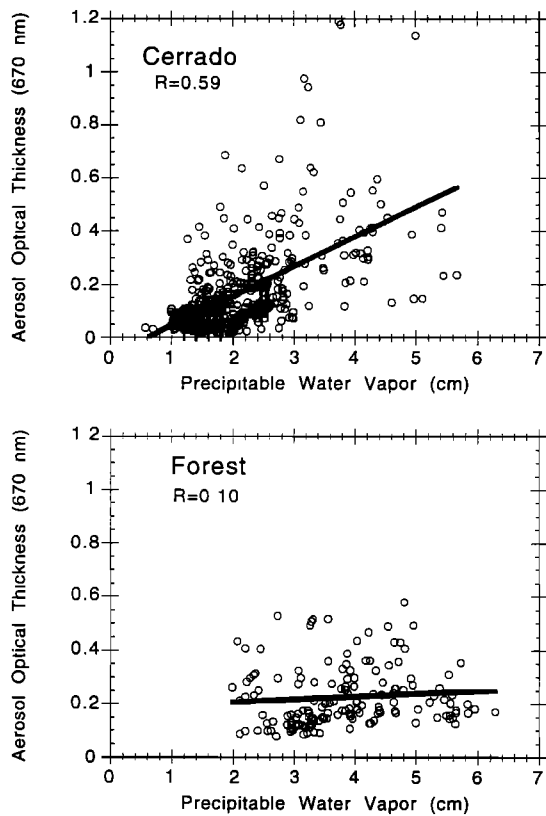 1.2
1
0.8
0.6
0.4
0.2
0
Aerosol Optical Thickness (670 nm)
Cerrado
R=0.59
0 1 2 3 4 5 6 7
Precipitable Water Vapor (cm)
1 2
1
0.8
0.6
0.4
0.2
0
Aerosol Optical Thickness (670 nm)
Forest
R=0 10
0 1 2 3 4 5 6 7
Precipitable Water Vapor (cm)